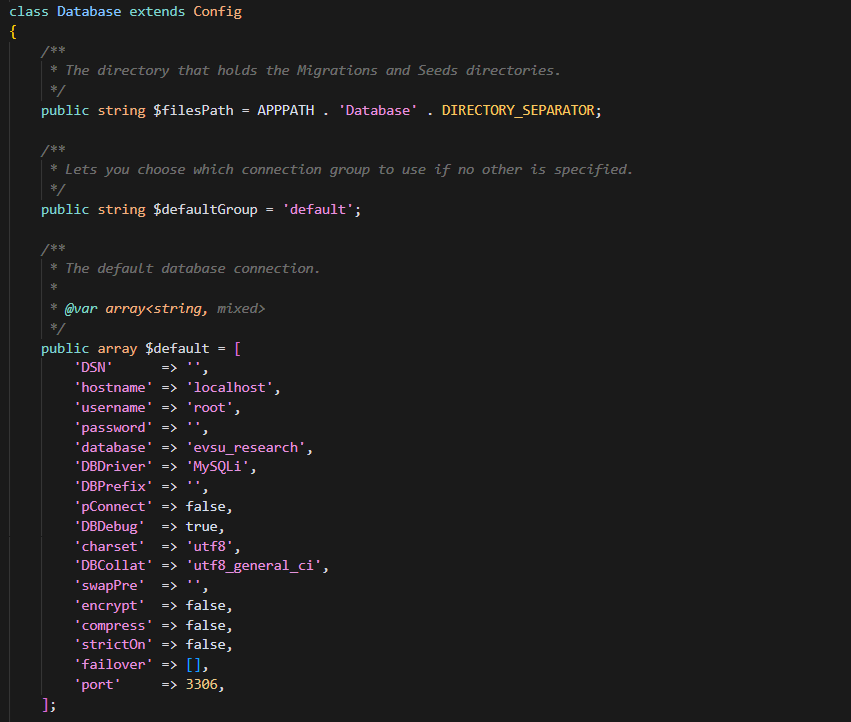 class Database extends Config
{
    /**
     * The directory that holds the Migrations and Seeds directories.
     */
    public string $filesPath = APPPATH . 'Database' . DIRECTORY_SEPARATOR;

    /**
     * Lets you choose which connection group to use if no other is specified.
     */
    public string $defaultGroup = 'default';

    /**
     * The default database connection.
     *
     * @var array<string, mixed>
     */
    public array $default = [
        'DSN'      => '',
        'hostname' => 'localhost',
        'username' => 'root',
        'password' => '',
        'database' => 'evsu_research',
        'DBDriver' => 'MySQLi',
        'DBPrefix' => '',
        'pConnect' => false,
        'DBDebug'  => true,
        'charset'  => 'utf8',
        'DBCollat' => 'utf8_general_ci',
        'swapPre'  => '',
        'encrypt'  => false,
        'compress' => false,
        'strictOn' => false,
        'failover' => [],
        'port'     => 3306,
    ];